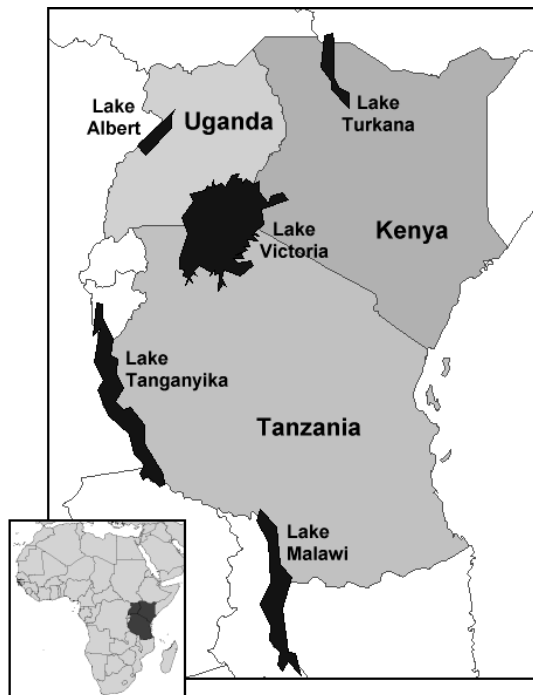 Lake
Albert
Uganda
Lake
Turkana
Lake
Victoria
Kenya
Lake
Tanganyika
Tanzania
Lake
Malawi